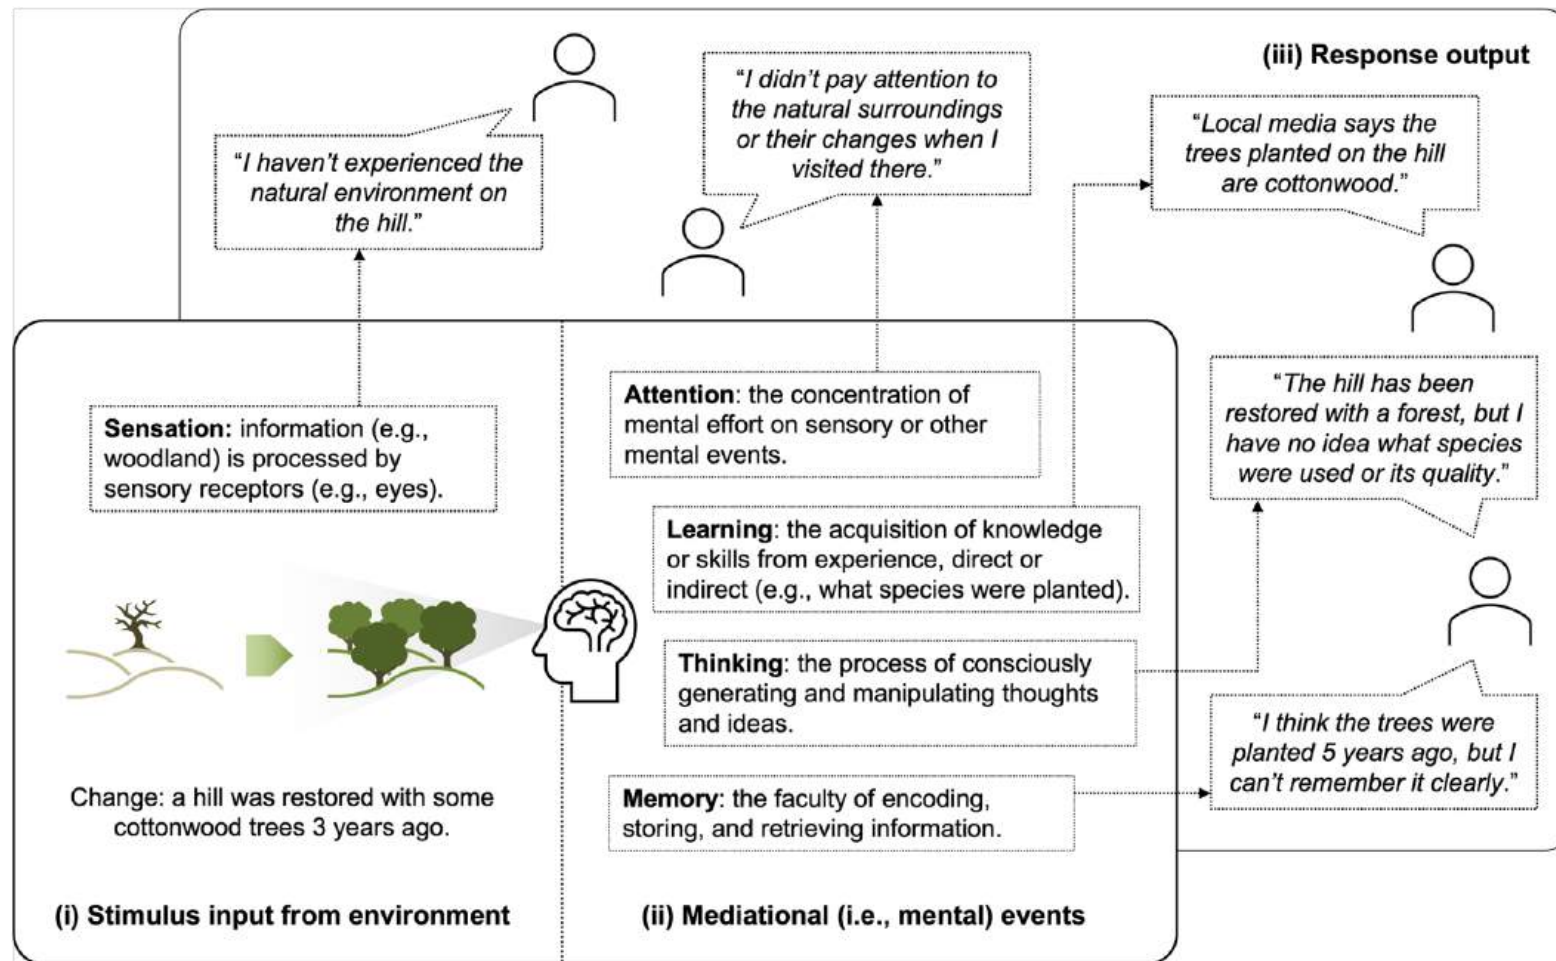 (iii) Response output
“I haven’t experienced the
natural environment on
the hill.”
“I didn’t pay attention to
the natural surroundings
or their changes when I
visited there.”
“Local media says the
trees planted on the hill
are cottonwood.”
“The hill has been
restored with a forest, but I
have no idea what species
were used or its quality.”
“I think the trees were
planted 5 years ago, but I
can’t remember it clearly.”
Sensation: information (e.g.,
woodland) is processed by
sensory receptors (e.g., eyes).
Change: a hill was restored with some
cottonwood trees 3 years ago.
(i) Stimulus input from environment
Attention: the concentration of
mental effort on sensory or other
mental events.
Learning: the acquisition of knowledge
or skills from experience, direct or
indirect (e.g., what species were planted).
Thinking: the process of consciously
generating and manipulating thoughts
and ideas.
Memory: the faculty of encoding,
storing, and retrieving information.
(ii) Mediational (i.e., mental) events